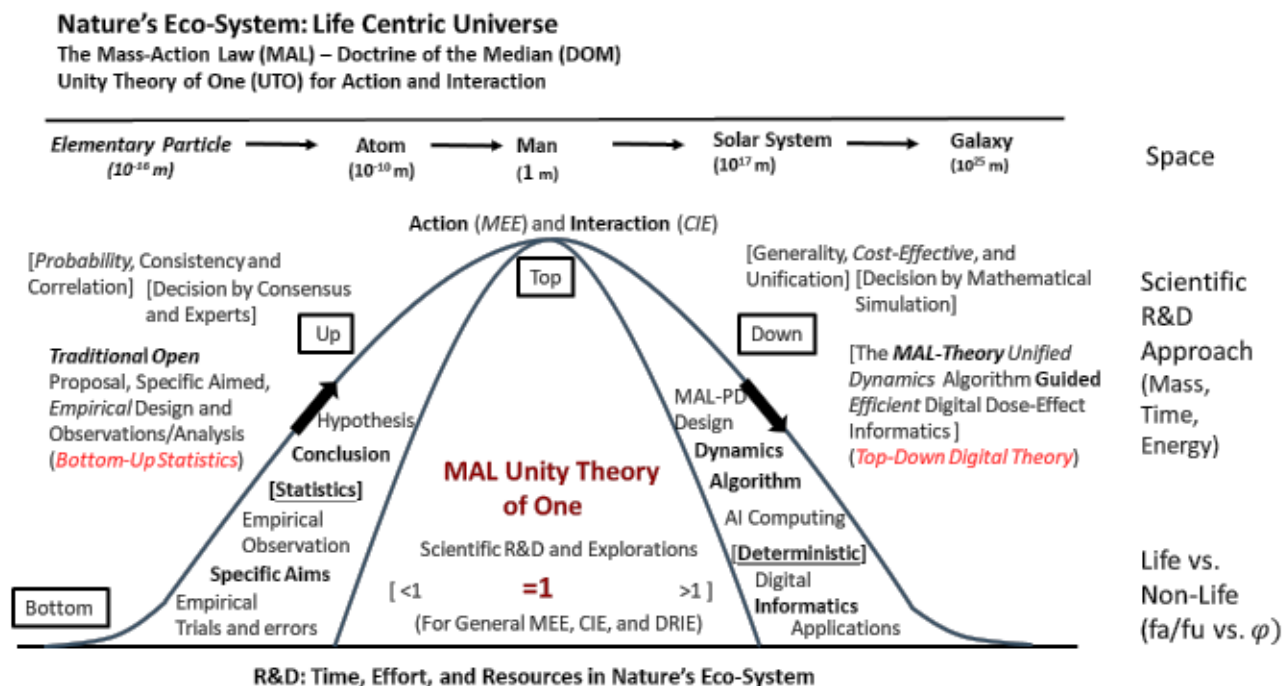 Nature's Eco-System: Life Centric Universe
The Mass-Action Law (MAL) – Doctrine of the Median (DOM)
Unity Theory of One (UTO) for Action and Interaction
Elementary Particle
(10⁻¹⁶ m)
Atom
(10⁻¹⁰ m)
Man
(1 m)
Solar System
(10¹⁷ m)
Galaxy
(10²⁵ m)
Space
Action (MEE) and Interaction (CIE)
[Probability, Consistency and
Correlation]
[Decision by Consensus
and Experts]
Up
Top
[Generality, Cost-Effective, and
Unification]
[Decision by Mathematical
Simulation]
Down
Scientific
R&D
Approach
(Mass,
Time,
Energy)
Traditional Open
Proposal, Specific Aimed,
Empirical Design and
Observations/Analysis
(Bottom-Up Statistics)
Hypothesis
Conclusion
[Statistics]
Empirical
Observation
Specific Aims
Empirical
Trials and errors
Bottom
MAL Unity Theory
of One
Scientific R&D and Explorations
[ <1
=1
>1 ]
(For General MEE, CIE, and DRIE)
MAL-PD
Design
Dynamics
Algorithm
AI Computing
[Deterministic]
Digital
Informatics
Applications
[The MAL-Theory Unified
Dynamics Algorithm Guided
Efficient Digital Dose-Effect
Informatics ]
(Top-Down Digital Theory)
Life vs.
Non-Life
(fa/fu vs. φ)
R&D: Time, Effort, and Resources in Nature's Eco-System